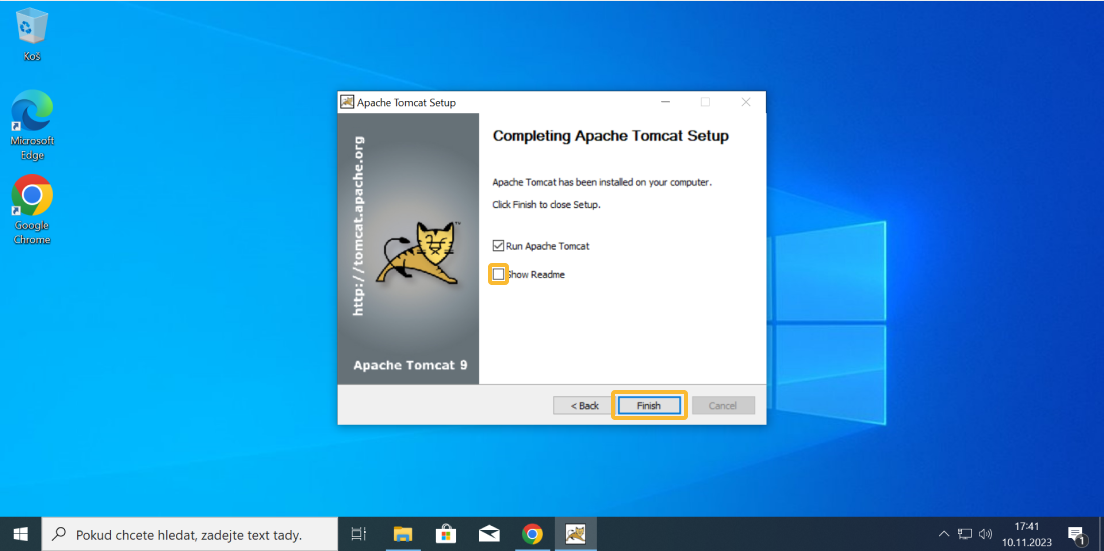 Koš
Microsoft
Edge
Google
Chrome
Apache Tomcat Setup
http://tomcat.apache.org
Apache Tomcat 9
Completing Apache Tomcat Setup
Apache Tomcat has been installed on your computer.
Click Finish to close Setup.
Run Apache Tomcat
Show Readme
< Back
Finish
Cancel
Pokud chcete hledat, zadejte text tady.
17:41
10.11.2023
1